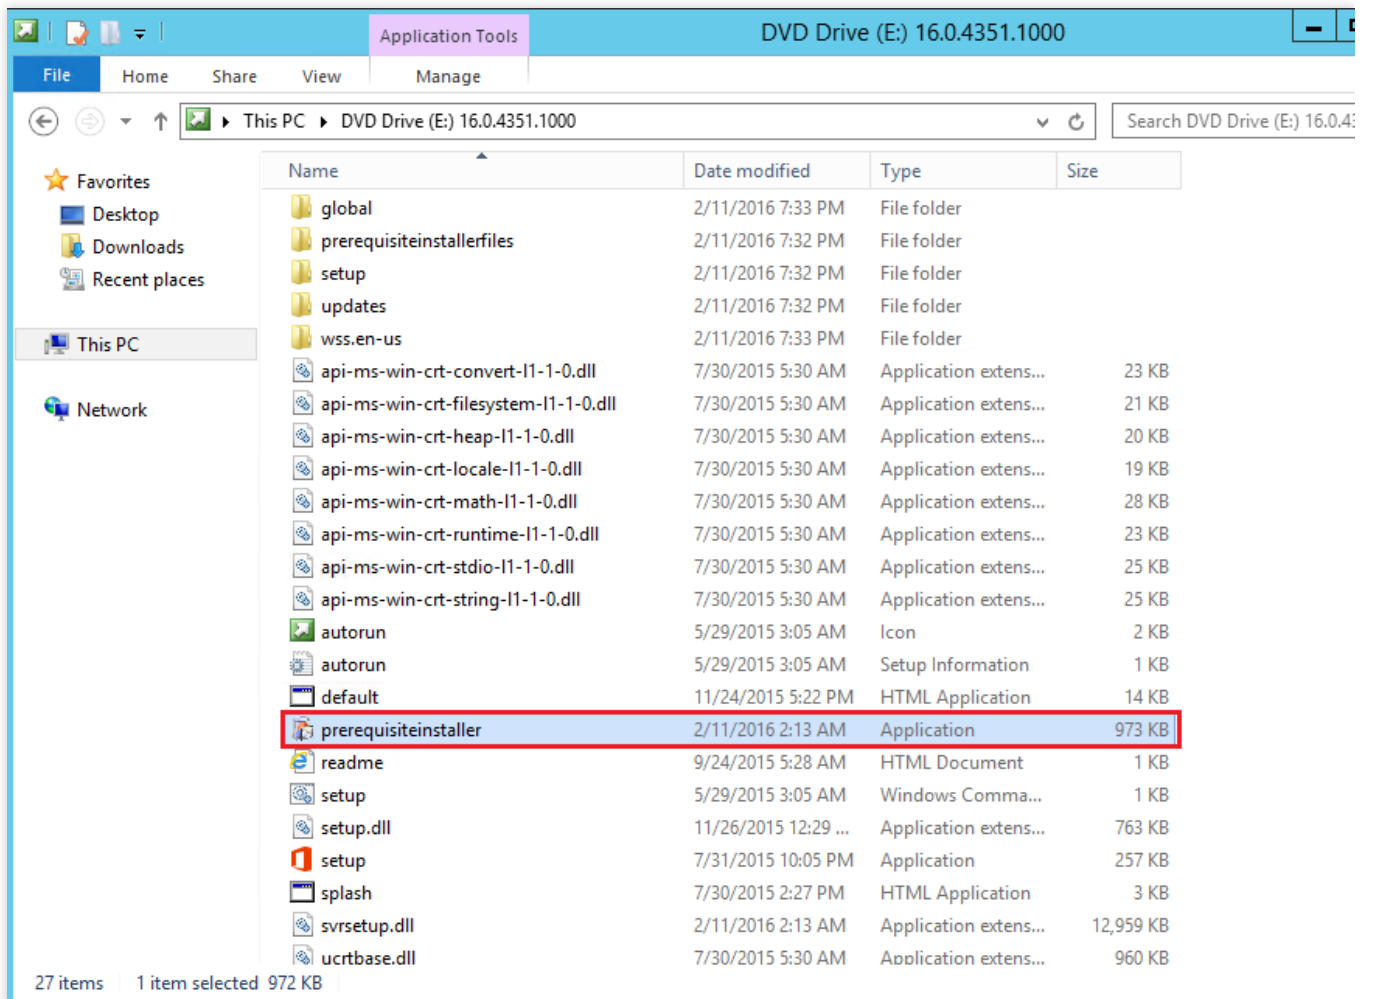 Application Tools
DVD Drive (E:) 16.0.4351.1000
File Home Share View Manage
This PC DVD Drive (E:) 16.0.4351.1000
Search DVD Drive (E:) 16.0.43
Favorites
Desktop
Downloads
Recent places
This PC
Network
Name Date modified Type Size
global 2/11/2016 7:33 PM File folder
prerequisiteinstallerfiles 2/11/2016 7:32 PM File folder
setup 2/11/2016 7:32 PM File folder
updates 2/11/2016 7:32 PM File folder
wss.en-us 2/11/2016 7:33 PM File folder
api-ms-win-crt-convert-l1-1-0.dll 7/30/2015 5:30 AM Application extens... 23 KB
api-ms-win-crt-filesystem-l1-1-0.dll 7/30/2015 5:30 AM Application extens... 21 KB
api-ms-win-crt-heap-l1-1-0.dll 7/30/2015 5:30 AM Application extens... 20 KB
api-ms-win-crt-locale-l1-1-0.dll 7/30/2015 5:30 AM Application extens... 19 KB
api-ms-win-crt-math-l1-1-0.dll 7/30/2015 5:30 AM Application extens... 28 KB
api-ms-win-crt-runtime-l1-1-0.dll 7/30/2015 5:30 AM Application extens... 23 KB
api-ms-win-crt-stdio-l1-1-0.dll 7/30/2015 5:30 AM Application extens... 25 KB
api-ms-win-crt-string-l1-1-0.dll 7/30/2015 5:30 AM Application extens... 25 KB
autorun 5/29/2015 3:05 AM Icon 2 KB
autorun 5/29/2015 3:05 AM Setup Information 1 KB
default 11/24/2015 5:22 PM HTML Application 14 KB
prerequisiteinstaller 2/11/2016 2:13 AM Application 973 KB
readme 9/24/2015 5:28 AM HTML Document 1 KB
setup 5/29/2015 3:05 AM Windows Comma... 1 KB
setup.dll 11/26/2015 12:29 ... Application extens... 763 KB
setup 7/31/2015 10:05 PM Application 257 KB
splash 7/30/2015 2:27 PM HTML Application 3 KB
svrsetup.dll 2/11/2016 2:13 AM Application extens... 12,959 KB
ucrtbase.dll 7/30/2015 5:30 AM Application extens... 960 KB
27 items 1 item selected 972 KB